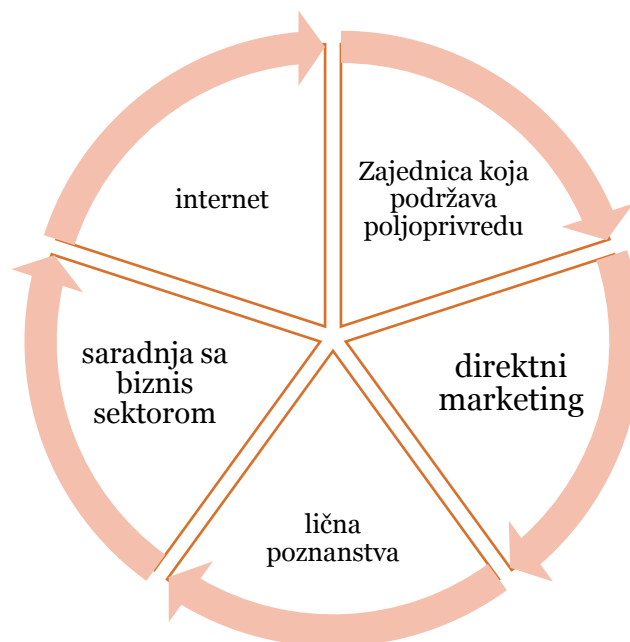 Zajednica koja
podržava
poljoprivredu
direktni
marketing
lična
poznanstva
saradnja sa
biznis
sektorom
internet